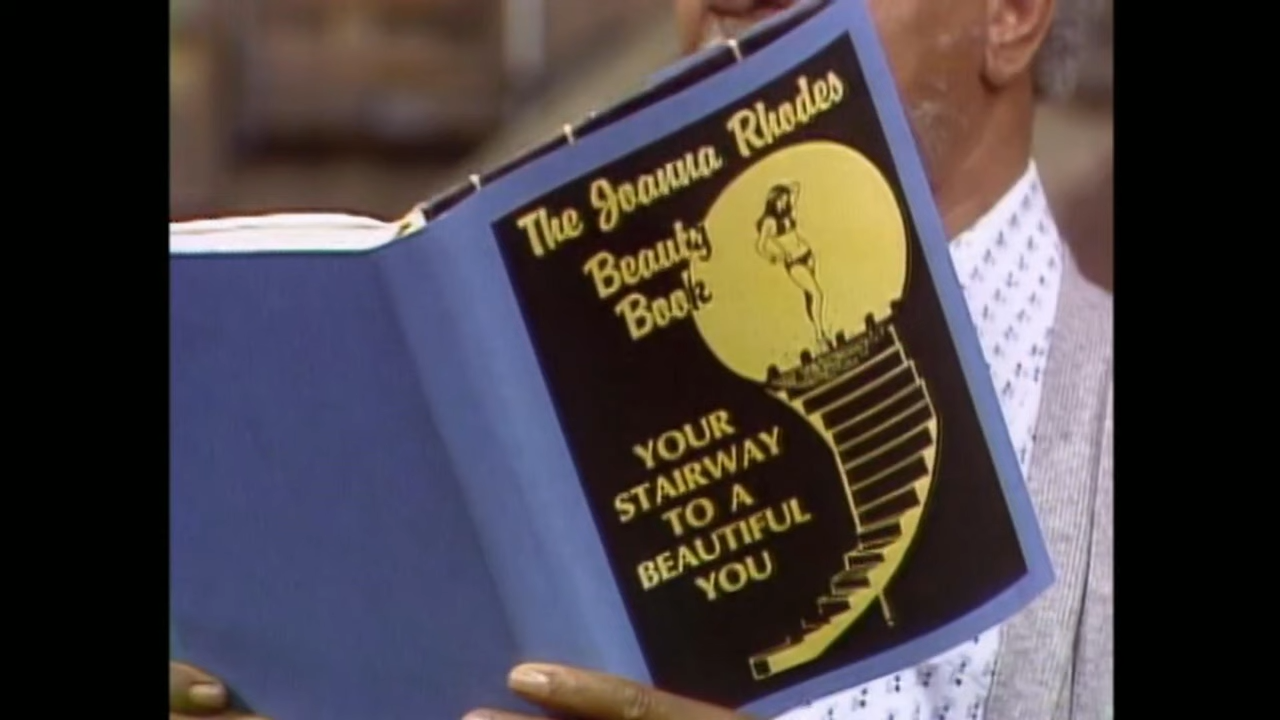 The Joanna Rhodes
Beauty
Book
YOUR
STAIRWAY
TO A
BEAUTIFUL
YOU